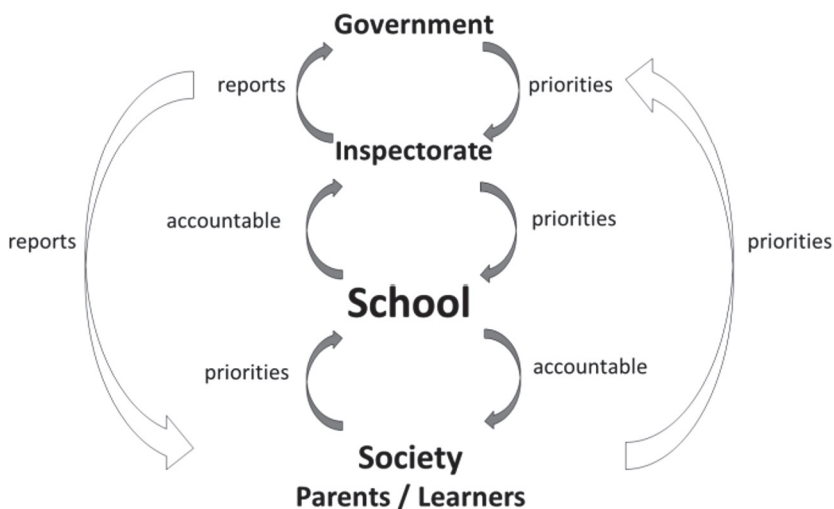 Government
reports
priorities
Inspectorate
accountable
priorities
reports
priorities
School
priorities
accountable
Society
Parents / Learners